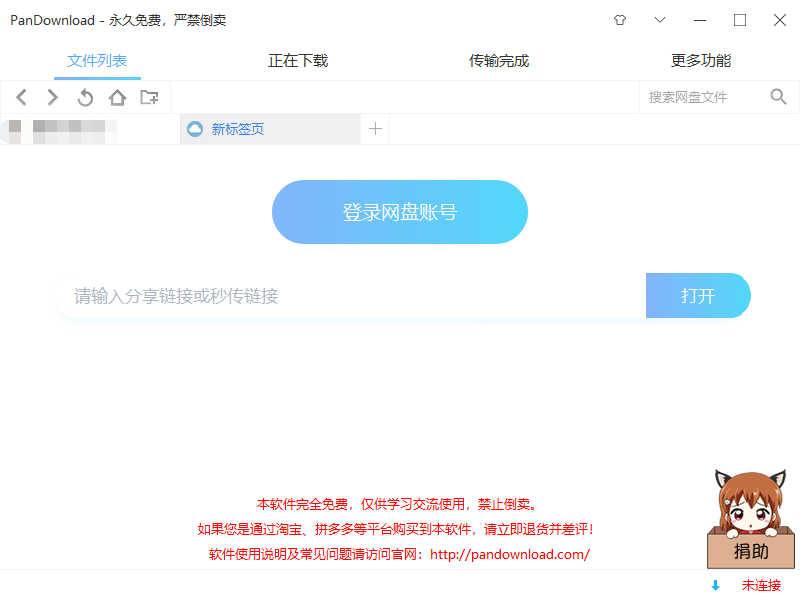 PanDownload - 永久免费，严禁倒卖
文件列表 正在下载 传输完成 更多功能
搜索网盘文件
新标签页
登录网盘账号
请输入分享链接或秒传链接 打开
本软件完全免费，仅供学习交流使用，禁止倒卖。
如果您是通过淘宝、拼多多等平台购买到本软件，请立即退货并差评！
软件使用说明及常见问题请访问官网：http://pandownload.com/
捐助
未连接